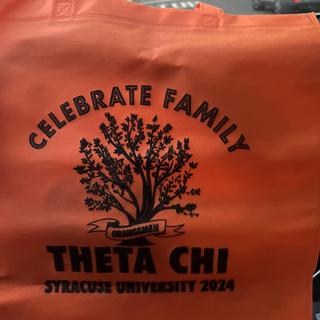 CELEBRATE FAMILY
ORANGEMEN
THETA CHI
SYRACUSE UNIVERSITY 2024